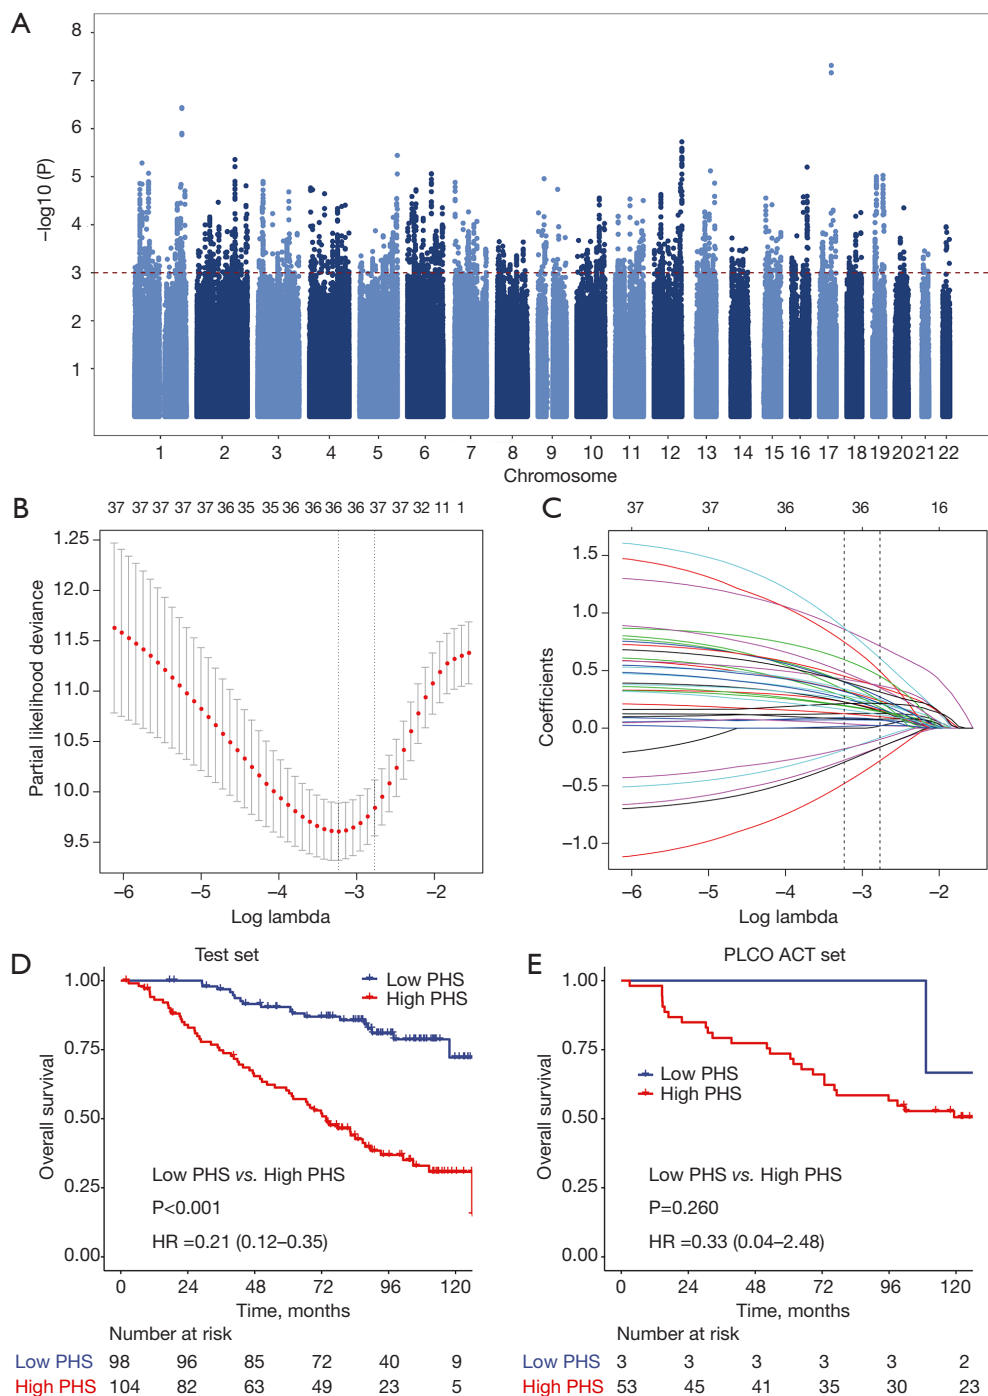 A
8
7
6
5
4
3
2
1
−log10 (P)
1 2 3 4 5 6 7 8 9 10 11 12 13 14 15 16 17 18 19 20 21 22
Chromosome
B
37 37 37 37 37 36 35 35 36 36 36 36 37 37 32 11 1
1.25
12.0
11.5
11.0
10.5
10.0
9.5
Partial likelihood deviance
−6 −5 −4 −3 −2
Log lambda
C
37 37 36 36 16
1.5
1.0
0.5
0.0
−0.5
−1.0
Coefficients
−6 −5 −4 −3 −2
Log lambda
D
Test set
1.00
0.75
0.50
0.25
0.00
Overall survival
Low PHS
High PHS
Low PHS vs. High PHS
P<0.001
HR =0.21 (0.12–0.35)
0 24 48 72 96 120
Time, months
Number at risk
Low PHS 98 96 85 72 40 9
High PHS 104 82 63 49 23 5
E
PLCO ACT set
1.00
0.75
0.50
0.25
0.00
Overall survival
Low PHS
High PHS
Low PHS vs. High PHS
P=0.260
HR =0.33 (0.04–2.48)
0 24 48 72 96 120
Time, months
Number at risk
Low PHS 3 3 3 3 3 2
High PHS 53 45 41 35 30 23